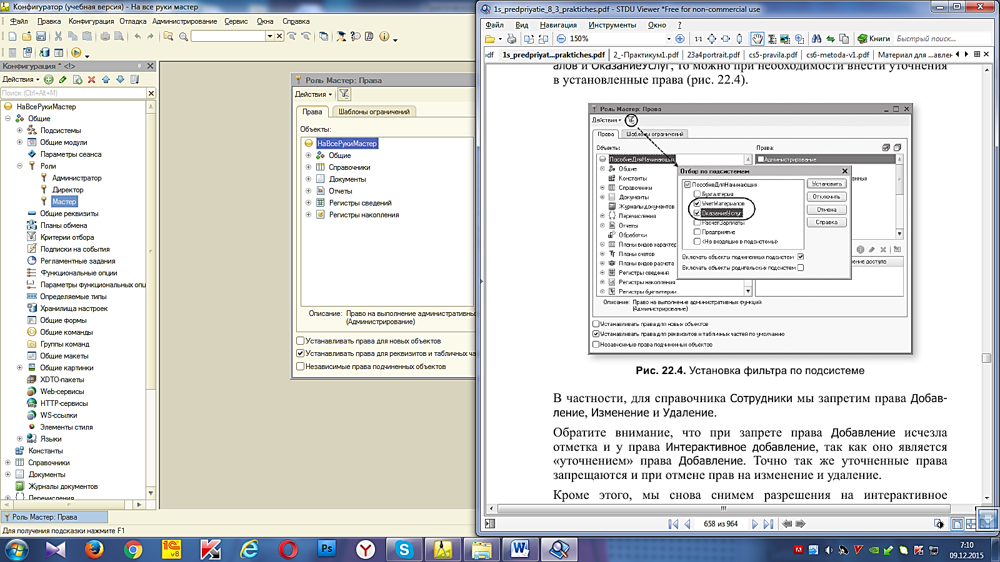 Конфигуратор (учебная версия) - На все руки мастер
Файл Правка Конфигурация Отладка Администрирование Сервис Окна Справка
Конфигурация * <!>
Действия
Поиск (Ctrl+Alt+M)
НаВсеРукиМастер
Общие
Подсистемы
Общие модули
Параметры сеанса
Роли
Администратор
Директор
Мастер
Общие реквизиты
Планы обмена
Критерии отбора
Подписки на события
Регламентные задания
Функциональные опции
Параметры функциональных опц
Определяемые типы
Хранилища настроек
Общие формы
Общие команды
Группы команд
Общие макеты
Общие картинки
XDTO-пакеты
Web-сервисы
HTTP-сервисы
WS-ссылки
Элементы стиля
Языки
Константы
Справочники
Документы
Журналы документов
Перечисления
Роль Мастер: Права
Для получения подсказки нажмите F1
Роль Мастер: Права
Действия
Права Шаблоны ограничений
Объекты:
НаВсеРукиМастер
Общие
Справочники
Документы
Отчеты
Регистры сведений
Регистры накопления
Описание: Право на выполнение административны
(Администрирование)
Устанавливать права для новых объектов
Устанавливать права для реквизитов и табличных ча
Независимые права подчиненных объектов
1s_predpriyatie_8_3_praktiches.pdf - STDU Viewer *Free for non-commercial use
Файл Вид Навигация Инструменты Окно ?
150% 1:1 Книги Быстрый поиск...
df 1s_predpriyat...praktiches.pdf 2_-Практикум1.pdf 23a4portrait.pdf cs5-pravila.pdf cs6-metoda-v1.pdf Материал для ...авлен
алов и ОказаниеУслуг, то можно при необходимости внести уточнения
в установленные права (рис. 22.4).
Роль Мастер: Права
Действия
Права Шаблоны ограничений
Объекты:
ПособиеДляНачинающих
Общие
Константы
Справочники
Документы
Журналы документов
Перечисления
Отчеты
Обработки
Планы видов характер
Планы счетов
Планы видов расчета
Регистры сведений
Регистры накопления
Регистры бухгалтерии
Права:
Администрирование
анных
ение доступа
Отбор по подсистемам
ПособиеДляНачинающих
Бухгалтерия
УчетМатериалов
ОказаниеУслуг
РасчетЗарплаты
Предприятие
<Не входящие в подсистемы>
Установить
Отключить
Отмена
Справка
Включать объекты подчиненных подсистем
Включать объекты родительских подсистем
Описание: Право на выполнение административных функций
(Администрирование)
Устанавливать права для новых объектов
Устанавливать права для реквизитов и табличных частей по умолчанию
Независимые права подчиненных объектов
Рис. 22.4. Установка фильтра по подсистеме
В частности, для справочника Сотрудники мы запретим права Добав-
ление, Изменение и Удаление.
Обратите внимание, что при запрете права Добавление исчезла
отметка и у права Интерактивное добавление, так как оно является
«уточнением» права Добавление. Точно так же уточненные права
запрещаются и при отмене прав на изменение и удаление.
Кроме этого, мы снова снимем разрешения на интерактивное
658 из 964
1C v8 Ps
7:10
09.12.2015